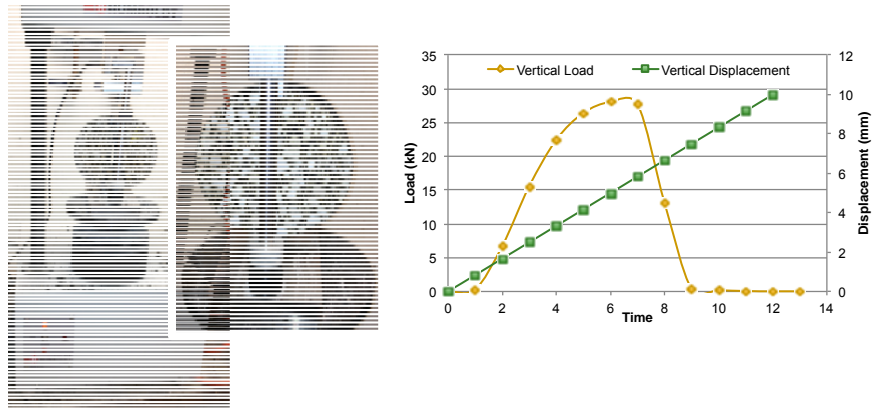 Vertical Load
Vertical Displacement
Load (kN)
35
30
25
20
15
10
5
0
Displacement (mm)
12
10
8
6
4
2
0
0 2 4 6 8 10 12 14
Time